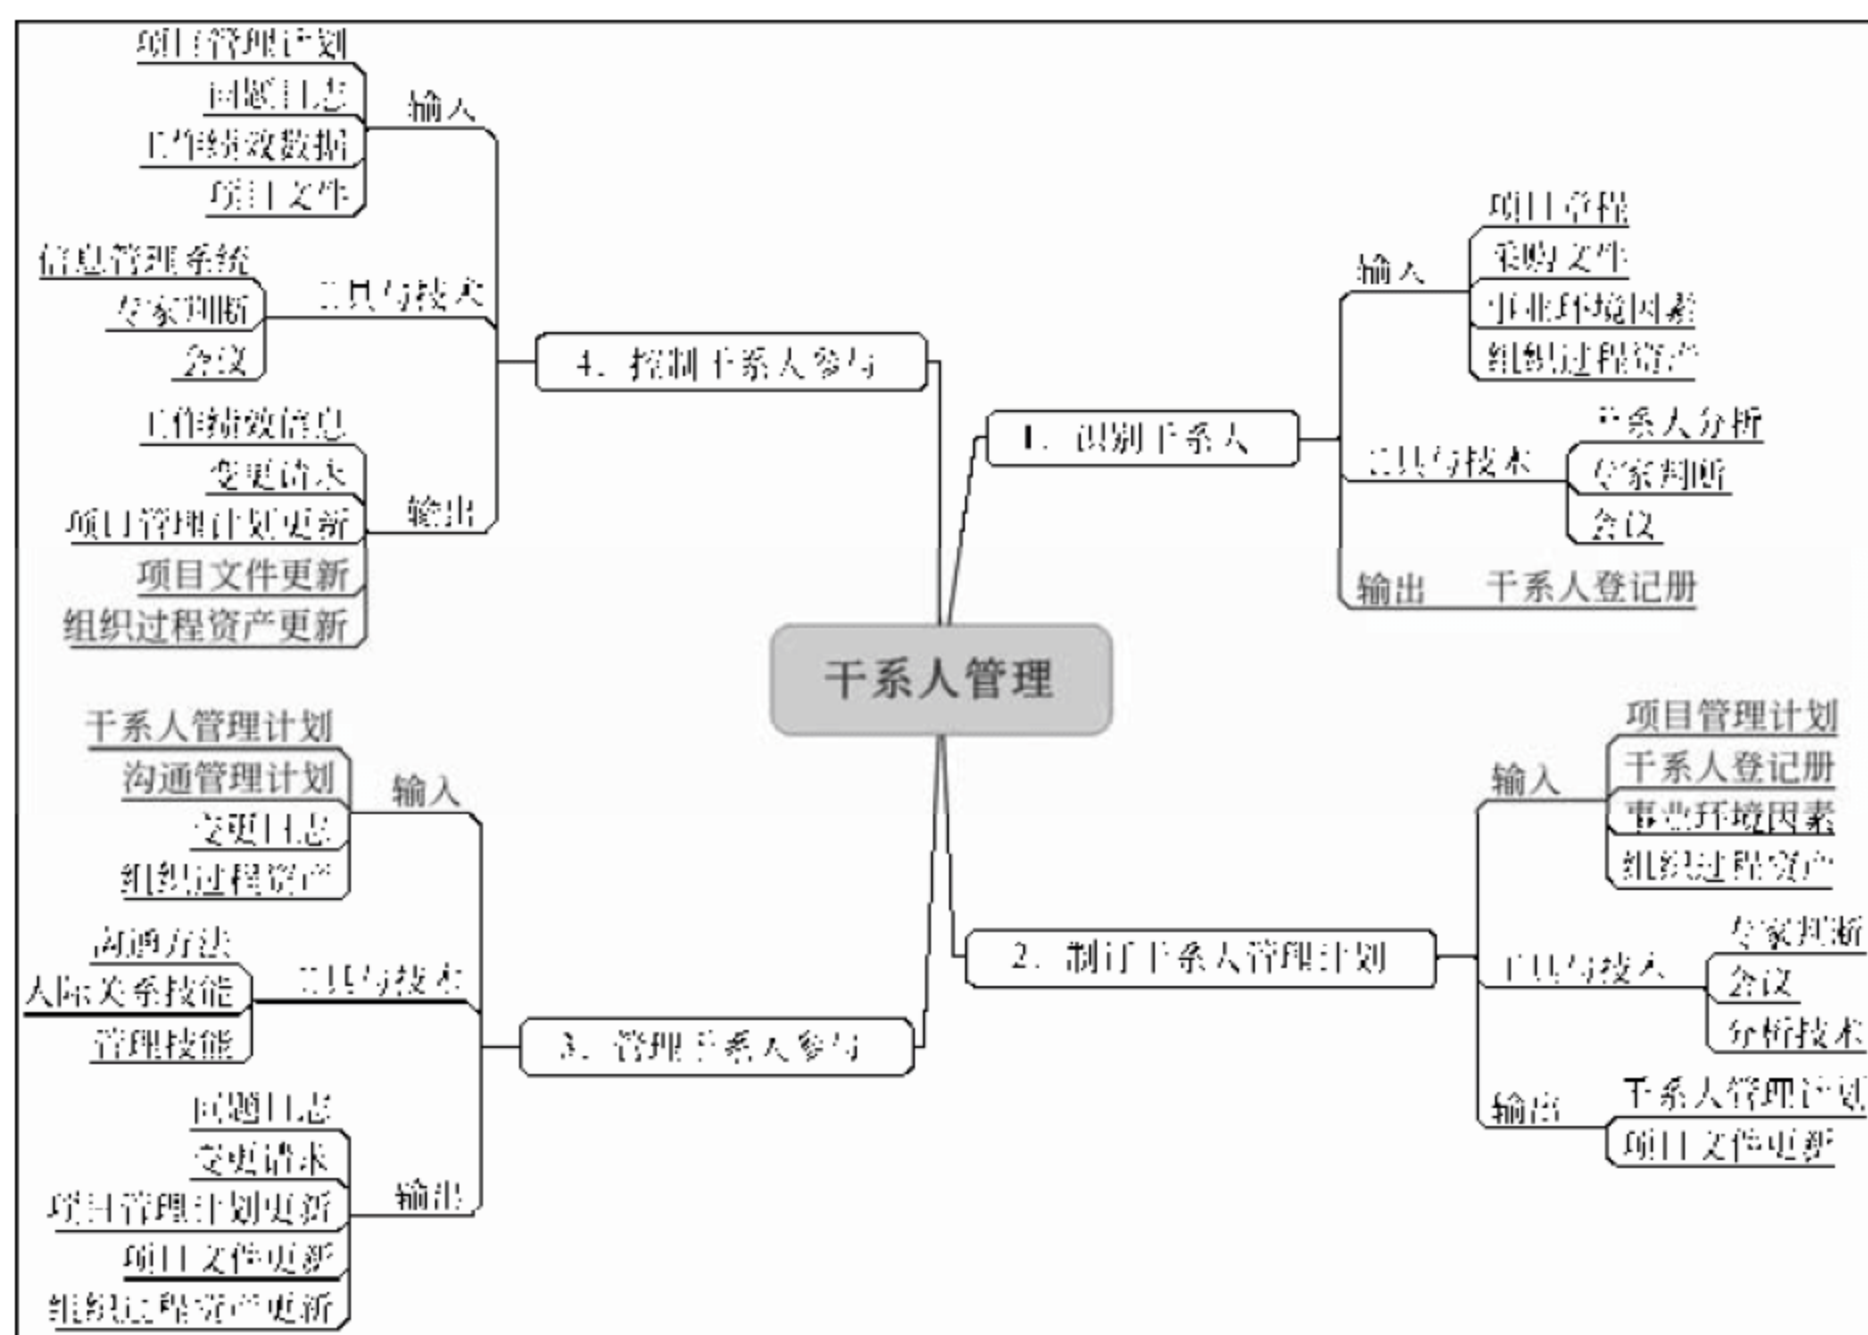 干系人管理
1. 识别干系人
输入
项目章程
采购文件
事业环境因素
组织过程资产
工具与技术
干系人分析
专家判断
会议
输出
干系人登记册
2. 制订干系人管理计划
输入
项目管理计划
干系人登记册
事业环境因素
组织过程资产
工具与技术
专家判断
会议
分析技术
输出
干系人管理计划
项目文件更新
3. 管理干系人参与
输入
干系人管理计划
沟通管理计划
变更日志
组织过程资产
工具与技术
沟通方法
人际关系技能
管理技能
输出
问题日志
变更请求
项目管理计划更新
项目文件更新
组织过程资产更新
4. 控制干系人参与
输入
项目管理计划
问题日志
工作绩效数据
项目文件
工具与技术
信息管理系统
专家判断
会议
输出
工作绩效信息
变更请求
项目管理计划更新
项目文件更新
组织过程资产更新